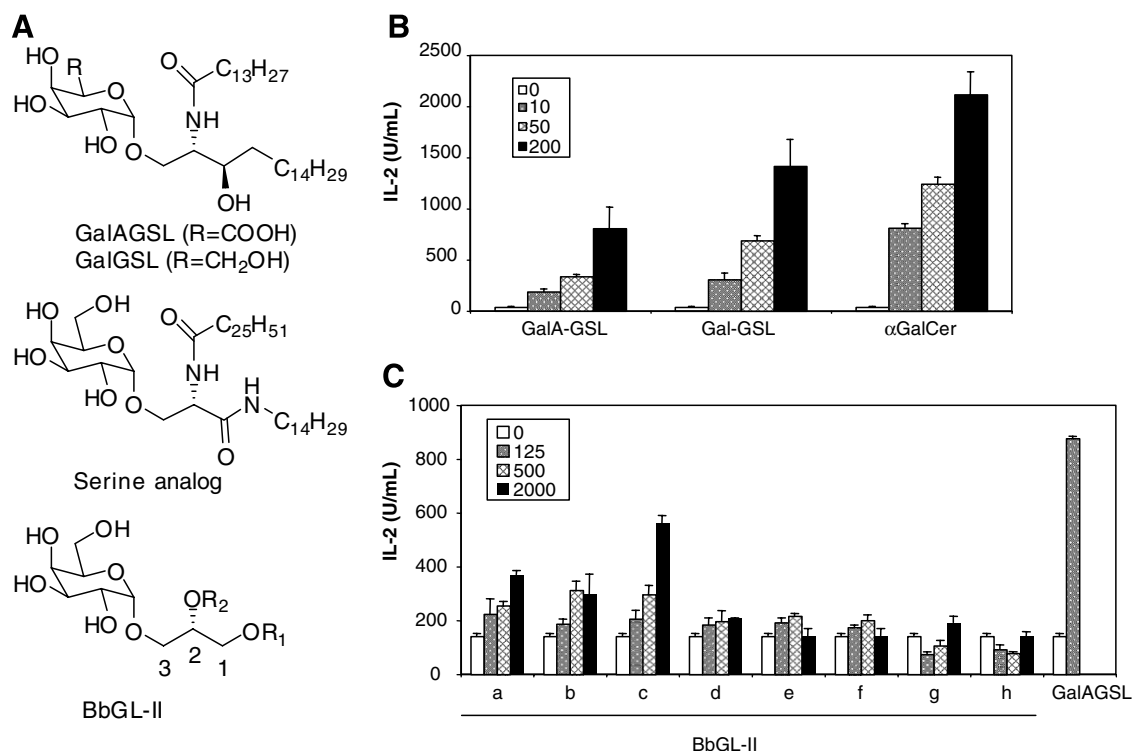 A
HO
R
O
HO
HO
O
O
C13H27
NH
C14H29
OH
GalAGSL (R=COOH)
GalGSL (R=CH2OH)
HO
OH
O
HO
HO
O
O
C25H51
NH
H
N
C14H29
O
Serine analog
HO
OH
O
HO
HO
O
OR2
OR1
3
2
1
BbGL-II
B
2500
2000
1500
1000
500
0
IL-2 (U/mL)
0
10
50
200
GalA-GSL
Gal-GSL
αGalCer
C
1000
800
600
400
200
0
IL-2 (U/mL)
0
125
500
2000
a
b
c
d
e
f
g
h
GalAGSL
BbGL-II